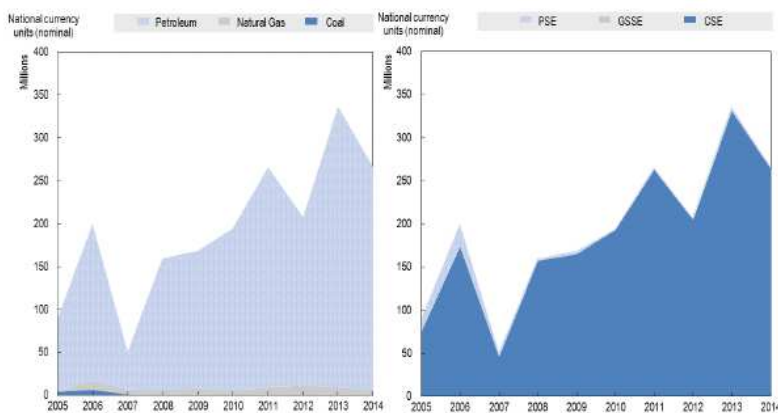 National currency units (nominal)
Petroleum Natural Gas Coal
Millions
400
350
300
250
200
150
100
50
0
2005 2006 2007 2008 2009 2010 2011 2012 2013 2014
National currency units (nominal)
PSE GSSE CSE
Millions
400
350
300
250
200
150
100
50
0
2005 2006 2007 2008 2009 2010 2011 2012 2013 201